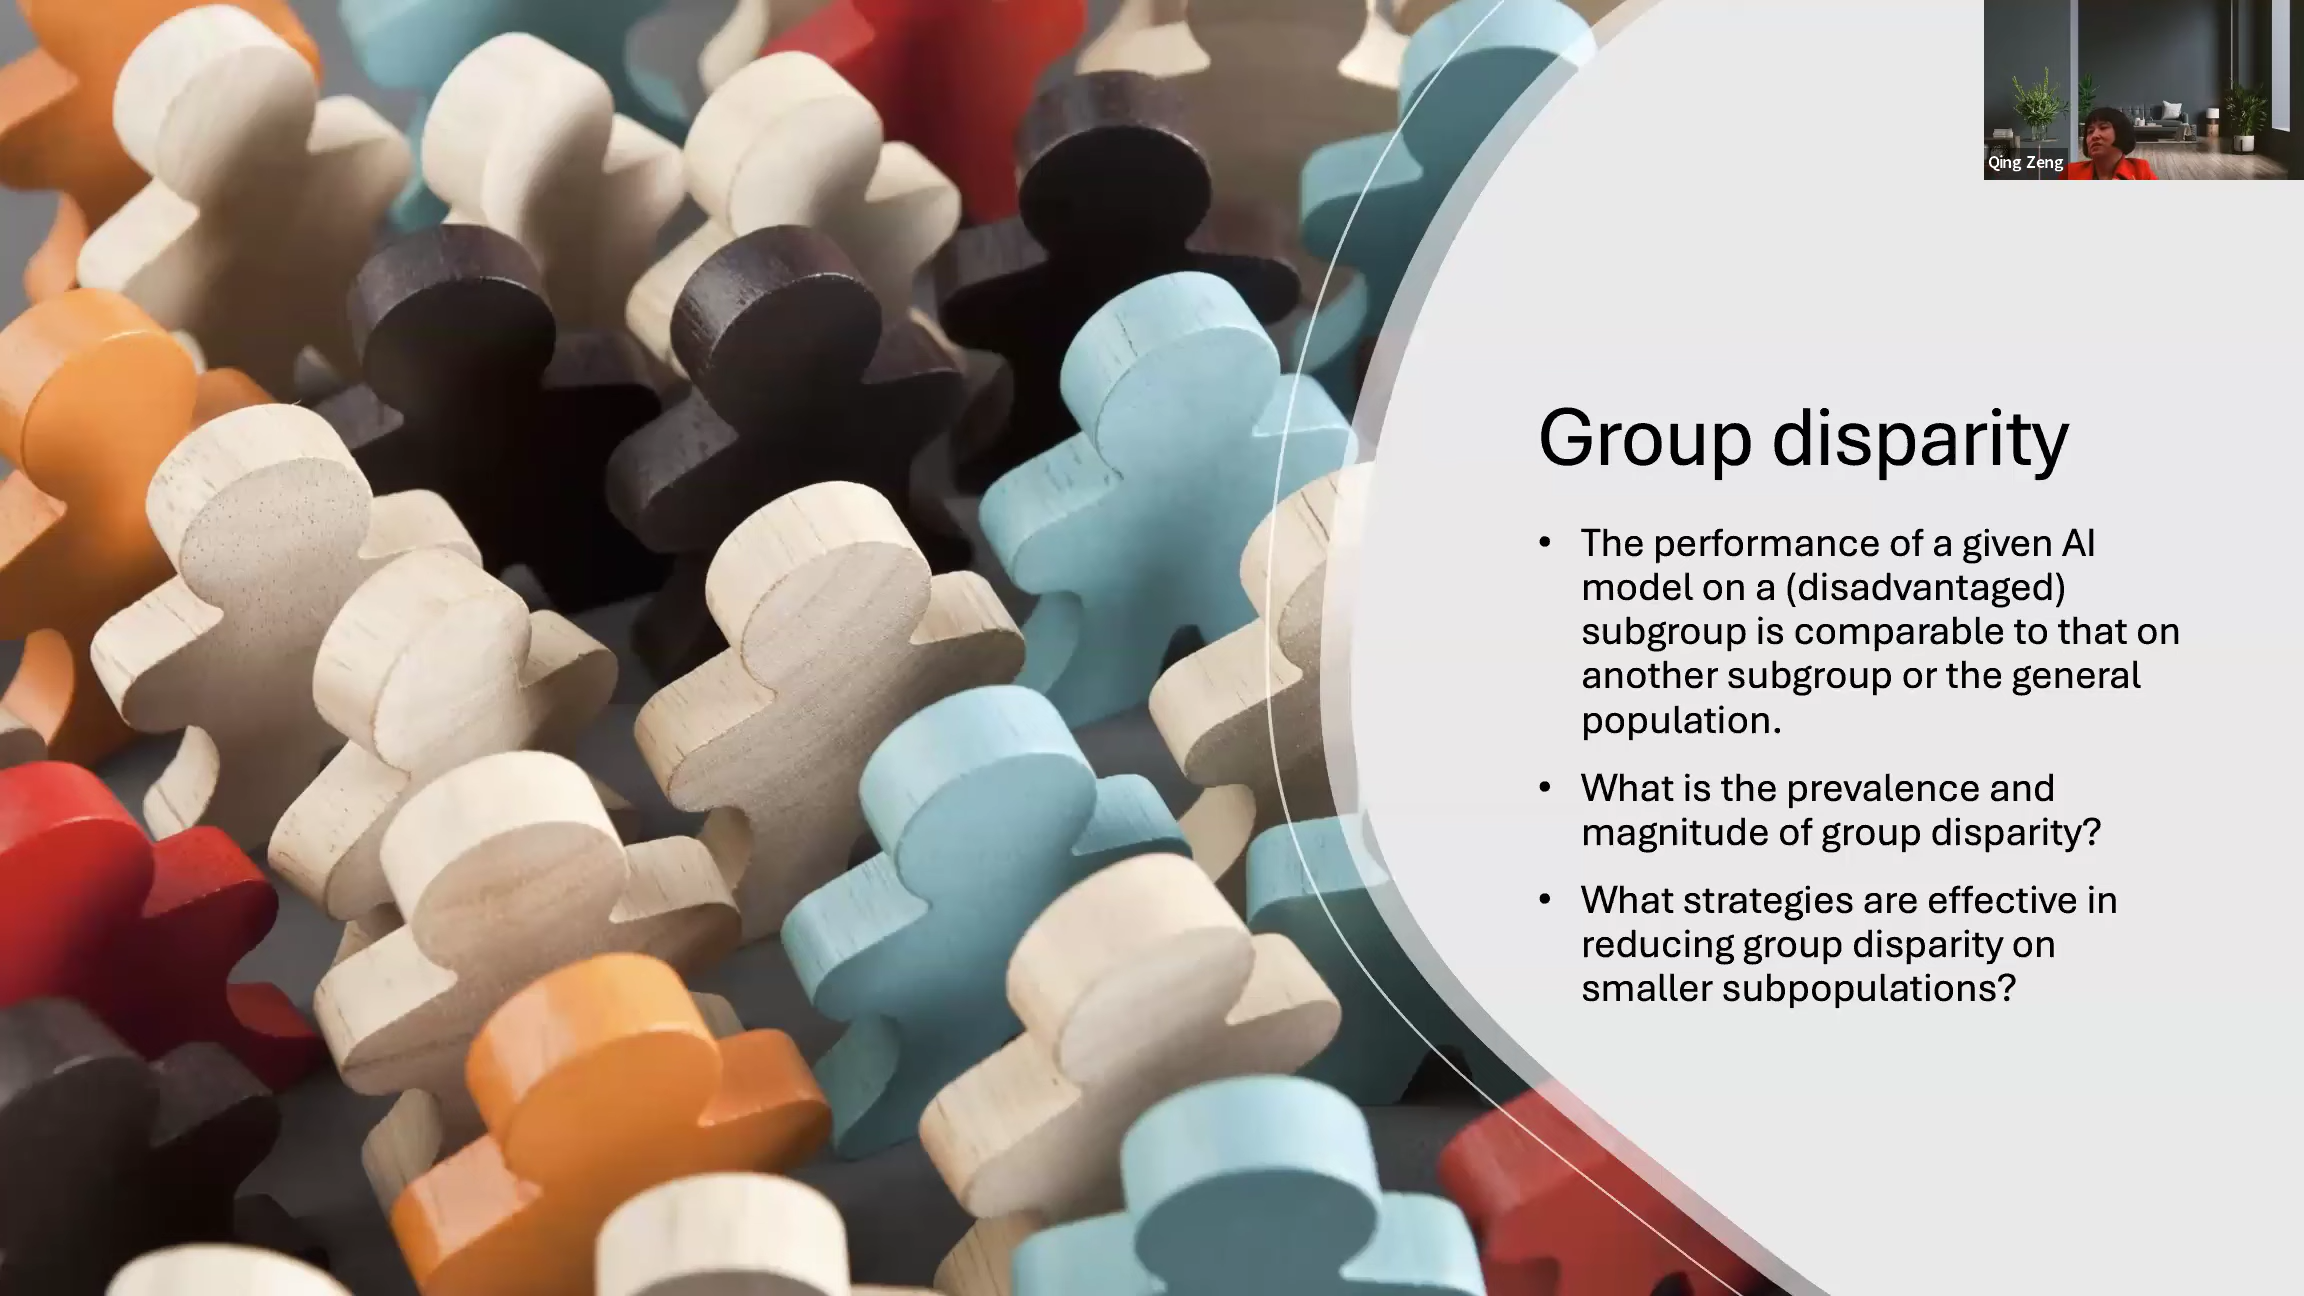 Qing Zeng
Group disparity
• The performance of a given AI
model on a (disadvantaged)
subgroup is comparable to that on
another subgroup or the general
population.
• What is the prevalence and
magnitude of group disparity?
• What strategies are effective in
reducing group disparity on
smaller subpopulations?